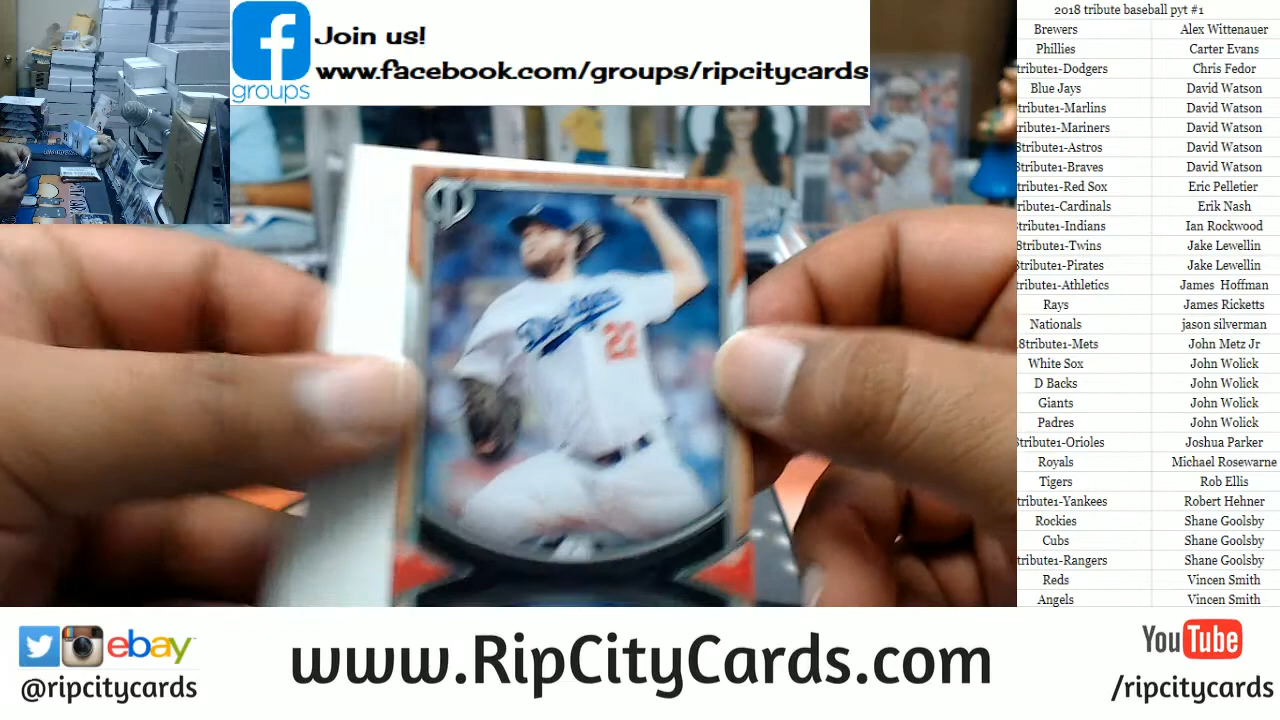 2018 tribute baseball pyt #1
Join us!
www.facebook.com/groups/ripcitycards
groups
Brewers Alex Wittenauer
Phillies Carter Evans
tribute1-Dodgers Chris Fedor
Blue Jays David Watson
tribute1-Marlins David Watson
tribute1-Mariners David Watson
8tribute1-Astros David Watson
tribute1-Braves David Watson
8tribute1-Red Sox Eric Pelletier
tribute1-Cardinals Erik Nash
tribute1-Indians Ian Rockwood
8tribute1-Twins Jake Lewellin
8tribute1-Pirates Jake Lewellin
tribute1-Athletics James Hoffman
Rays James Ricketts
Nationals jason silverman
18tribute1-Mets John Metz Jr
White Sox John Wolick
D Backs John Wolick
Giants John Wolick
Padres John Wolick
8tribute1-Orioles Joshua Parker
Royals Michael Rosewarne
Tigers Rob Ellis
tribute1-Yankees Robert Hehner
Rockies Shane Goolsby
Cubs Shane Goolsby
tribute1-Rangers Shane Goolsby
Reds Vincen Smith
Angels Vincen Smith
Dodgers
22
ebay
@ripcitycards
www.RipCityCards.com
YouTube
/ripcitycards